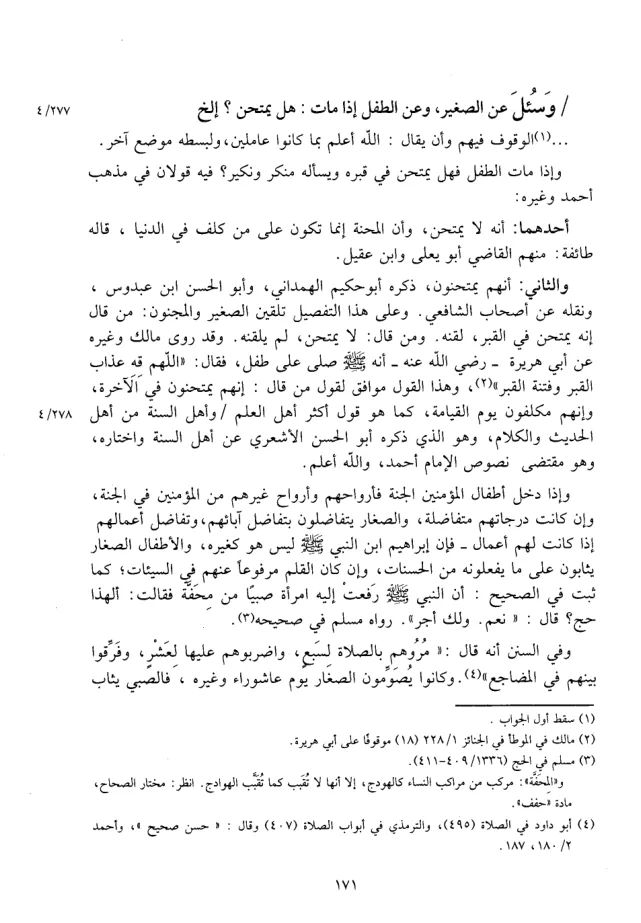 / وَسُئلَ عن الصغير، وعن الطفل إذا مات : هل يمتحن ؟ إلخ
٤/٢٧٧
...(١)الوقوف فيهم وأن يقال : الله أعلم بما كانوا عاملين،ولبسطه موضع آخر .
وإذا مات الطفل فهل يمتحن في قبره ويسأله منكر ونكير؟ فيه قولان في مذهب
أحمد وغيره:
أحدهما: أنه لا يمتحن، وأن المحنة إنما تكون على من كلف في الدنيا ، قاله
طائفة: منهم القاضي أبو يعلى وابن عقيل.
والثاني: أنهم يمتحنون، ذكره أبوحكيم الهمداني، وأبو الحسن ابن عبدوس ،
ونقله عن أصحاب الشافعي. وعلى هذا التفصيل تلقين الصغير والمجنون: من قال
إنه يمتحن في القبر، لقنه. ومن قال: لا يمتحن، لم يلقنه. وقد روى مالك وغيره
عن أبي هريرة ـ رضي الله عنه ـ أنه ﷺ صلى على طفل، فقال: «اللهم قه عذاب
القبر وفتنة القبر»(٢)، وهذا القول موافق لقول من قال : إنهم يمتحنون في الآخرة،
وإنهم مكلفون يوم القيامة، كما هو قول أكثر أهل العلم /وأهل السنة من أهل
٤/٢٧٨
الحديث والكلام، وهو الذي ذكره أبو الحسن الأشعري عن أهل السنة واختاره،
وهو مقتضى نصوص الإمام أحمد، والله أعلم.
وإذا دخل أطفال المؤمنين الجنة فأرواحهم وأرواح غيرهم من المؤمنين في الجنة،
وإن كانت درجاتهم متفاضلة، والصغار يتفاضلون بتفاضل آبائهم،وتفاضل أعمالهم
إذا كانت لهم أعمال ـ فإن إبراهيم ابن النبي ﷺ ليس هو كغيره، والأطفال الصغار
يثابون على ما يفعلونه من الحسنات، وإن كان القلم مرفوعاً عنهم في السيئات؛ كما
ثبت في الصحيح : أن النبي ﷺ رَفعتْ إليه امرأة صبيًا من مِحَفَّة فقالت: ألهذا
حج؟ قال : « نعم. ولك أجر». رواه مسلم في صحيحه(٣).
وفي السنن أنه قال :« مُرُوهم بالصلاة لِسَبعٍ، واضربوهم عليها لِعَشْرٍ، وفَرِّقوا
بينهم في المضاجع»(٤).وكانوا يُصَوِّمون الصغار يوم عاشوراء وغيره ، فالصبي يثاب
(١) سقط أول الجواب .
(٢) مالك في الموطأ في الجنائز ١/ ٢٢٨ (١٨) موقوفًا على أبي هريرة.
(٣) مسلم في الحج (١٣٣٦/ ٤٠٩-٤١١).
و«المِحَفَّة»: مركب من مراكب النساء كالهودج، إلا أنها لا تُقبَب كما تُقَبَّب الهوادج. انظر: مختار الصحاح،
مادة «حفف».
(٤) أبو داود في الصلاة (٤٩٥)، والترمذي في أبواب الصلاة (٤٠٧) وقال : « حسن صحيح »، وأحمد
٢/ ١٨٠، ١٨٧ .
١٧١